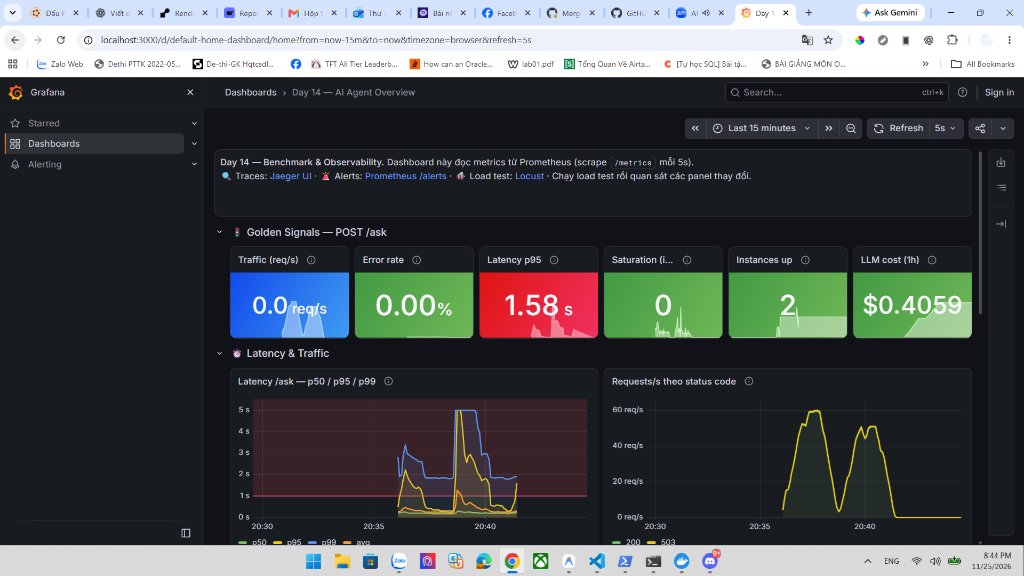 Đấu
Viết d
Rende
Repoc
Hộp t
Thư -
Bài nó
Faceb
Merge
GitHu
AI
Day 1
Ask Gemini
localhost:3000/d/default-home-dashboard/home?from=now-15m&to=now&timezone=browser&refresh=5s
Zalo Web
Dethi PTTK 2022-05...
De-thi-GK Hqtcsdl...
TFT All Tier Leaderb...
How can an Oracle...
lab01.pdf
Tổng Quan Về Airta...
[Tự học SQL] Bài tậ...
BÀI GIẢNG MÔN O...
All Bookmarks
Grafana
Dashboards › Day 14 — AI Agent Overview
Search...
ctrl+k
Sign in
Starred
Dashboards
Alerting
Last 15 minutes
Refresh
5s
Day 14 — Benchmark & Observability. Dashboard này đọc metrics từ Prometheus (scrape /metrics mỗi 5s).
Traces: Jaeger UI · Alerts: Prometheus /alerts · Load test: Locust · Chạy load test rồi quan sát các panel thay đổi.
Golden Signals — POST /ask
Traffic (req/s)
Error rate
Latency p95
Saturation (i...
Instances up
LLM cost (1h)
0.0 req/s
0.00%
1.58 s
0
2
$0.4059
Latency & Traffic
Latency /ask — p50 / p95 / p99
5 s
4 s
3 s
2 s
1 s
0 s
20:30
20:35
20:40
p50
p95
p99
avg
Requests/s theo status code
60 req/s
40 req/s
20 req/s
0 req/s
20:30
20:35
20:40
200
503
Zalo
9+
ENG
8:44 PM
11/25/2026